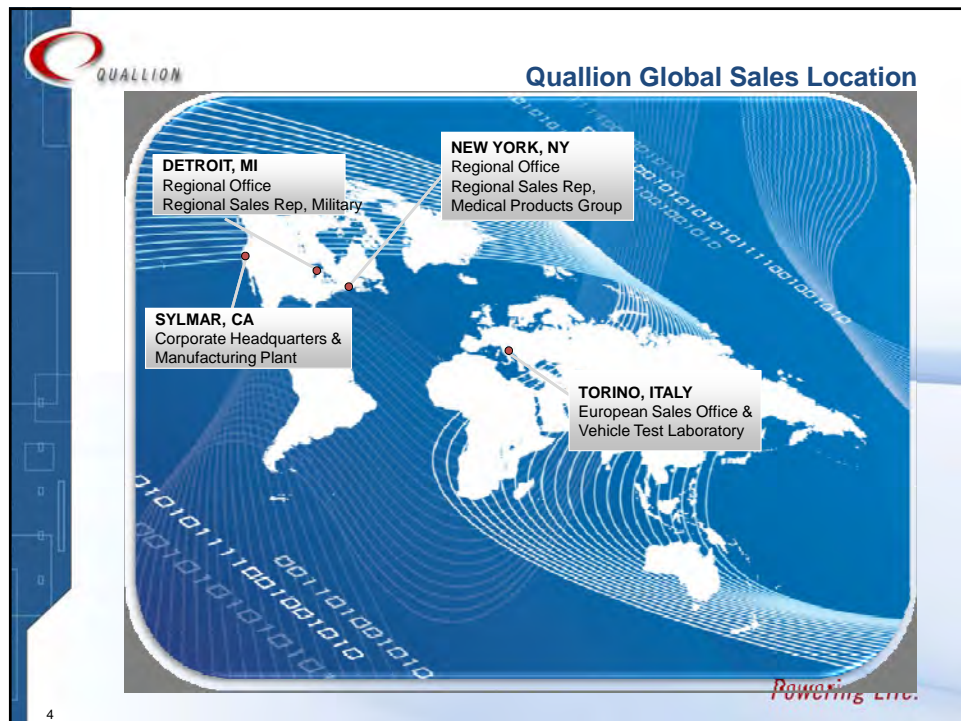 QUALLION
Quallion Global Sales Location
DETROIT, MI
Regional Office
Regional Sales Rep, Military
NEW YORK, NY
Regional Office
Regional Sales Rep,
Medical Products Group
SYLMAR, CA
Corporate Headquarters &
Manufacturing Plant
TORINO, ITALY
European Sales Office &
Vehicle Test Laboratory
Powering Life.
4